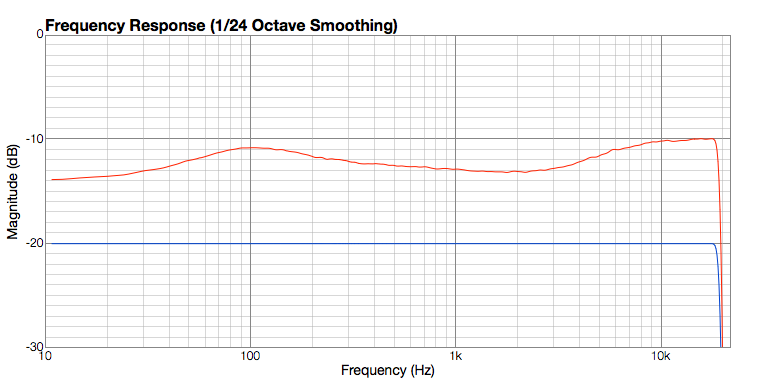 Frequency Response (1/24 Octave Smoothing)
0
-10
-20
-30
Magnitude (dB)
10 100 1k 10k
Frequency (Hz)